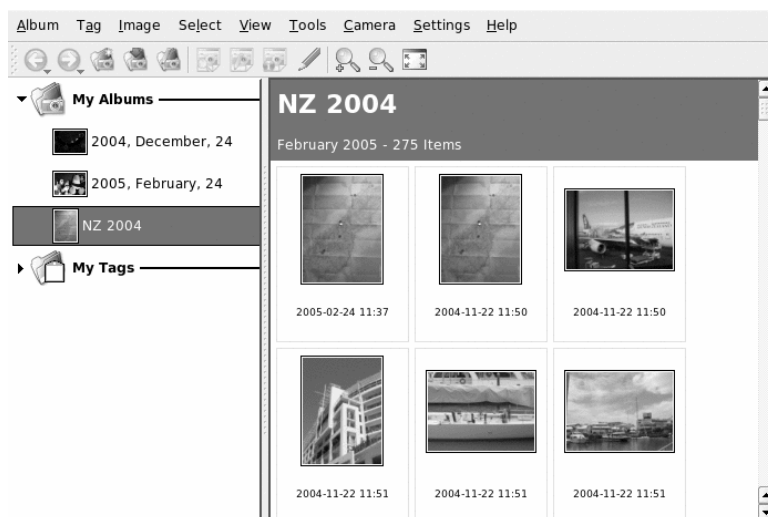 Album Tag Image Select View Tools Camera Settings Help
My Albums
2004, December, 24
2005, February, 24
NZ 2004
My Tags
NZ 2004
February 2005 - 275 Items
2005-02-24 11:37
2004-11-22 11:50
2004-11-22 11:50
2004-11-22 11:51
2004-11-22 11:51
2004-11-22 11:51